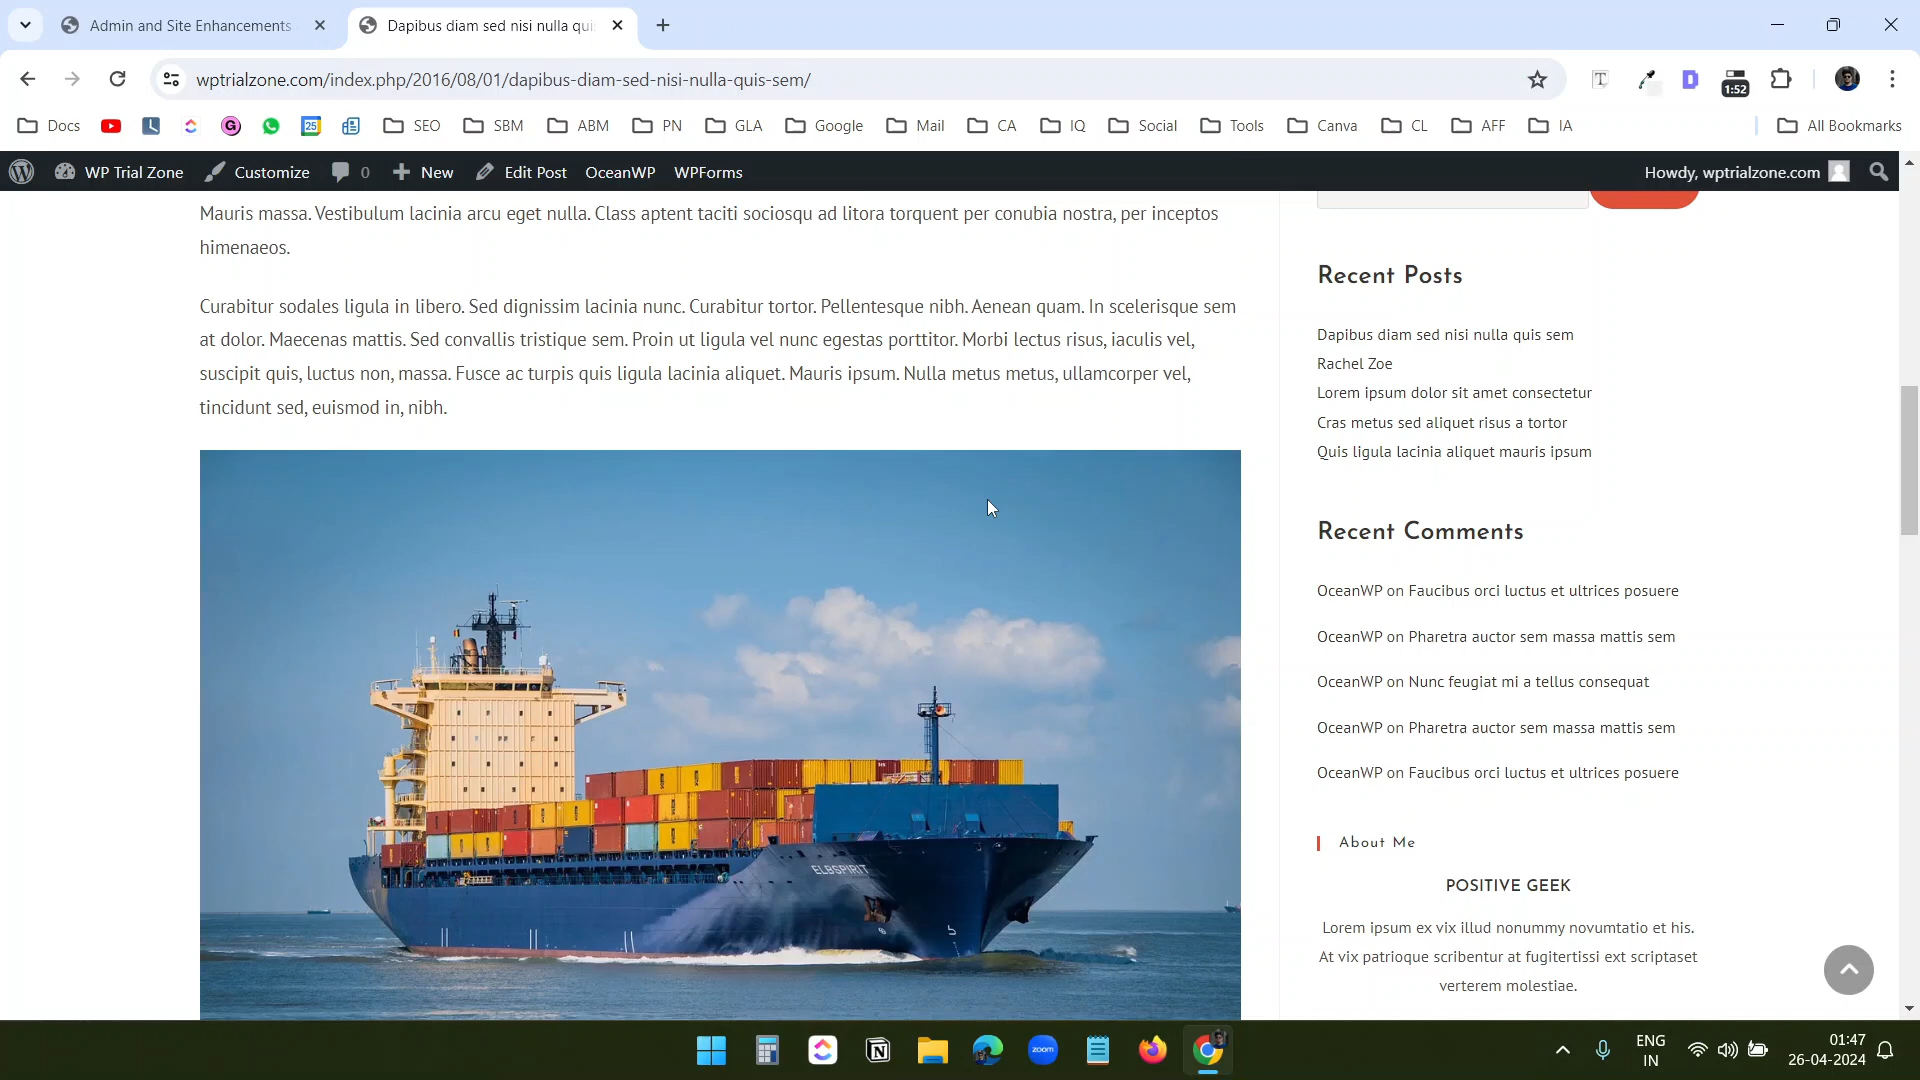 Admin and Site Enhancements
Dapibus diam sed nisi nulla qui
wptrialzone.com/index.php/2016/08/01/dapibus-diam-sed-nisi-nulla-quis-sem/
1:52
Docs
25
SEO
SBM
ABM
PN
GLA
Google
Mail
CA
IQ
Social
Tools
Canva
CL
AFF
IA
All Bookmarks
WP Trial Zone
Customize
0
New
Edit Post
OceanWP
WPForms
Howdy, wptrialzone.com
Mauris massa. Vestibulum lacinia arcu eget nulla. Class aptent taciti sociosqu ad litora torquent per conubia nostra, per inceptos
himenaeos.
Curabitur sodales ligula in libero. Sed dignissim lacinia nunc. Curabitur tortor. Pellentesque nibh. Aenean quam. In scelerisque sem
at dolor. Maecenas mattis. Sed convallis tristique sem. Proin ut ligula vel nunc egestas porttitor. Morbi lectus risus, iaculis vel,
suscipit quis, luctus non, massa. Fusce ac turpis quis ligula lacinia aliquet. Mauris ipsum. Nulla metus metus, ullamcorper vel,
tincidunt sed, euismod in, nibh.
ELBSPIRIT
Recent Posts
Dapibus diam sed nisi nulla quis sem
Rachel Zoe
Lorem ipsum dolor sit amet consectetur
Cras metus sed aliquet risus a tortor
Quis ligula lacinia aliquet mauris ipsum
Recent Comments
OceanWP on Faucibus orci luctus et ultrices posuere
OceanWP on Pharetra auctor sem massa mattis sem
OceanWP on Nunc feugiat mi a tellus consequat
OceanWP on Pharetra auctor sem massa mattis sem
OceanWP on Faucibus orci luctus et ultrices posuere
About Me
POSITIVE GEEK
Lorem ipsum ex vix illud nonummy novumtatio et his.
At vix patrioque scribentur at fugitertissi ext scriptaset
verterem molestiae.
zoom
ENG
IN
01:47
26-04-2024